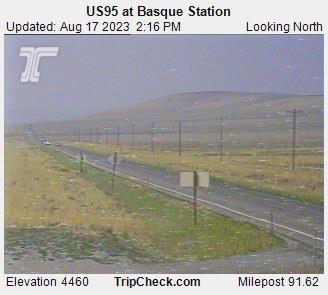 US95 at Basque Station
Updated: Aug 17 2023 2:16 PM Looking North
Elevation 4460 TripCheck.com Milepost 91.62